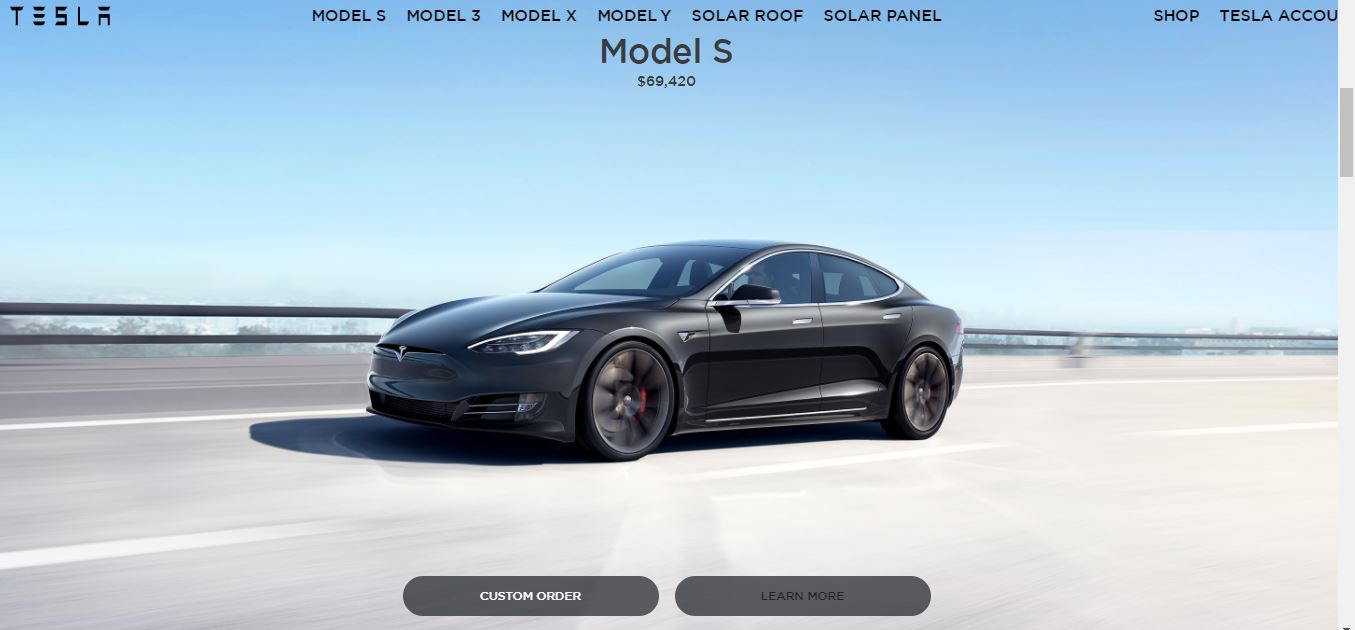 TESLA MODEL S MODEL 3 MODEL X MODEL Y SOLAR ROOF SOLAR PANEL SHOP TESLA ACCOU
Model S
$69,420
CUSTOM ORDER LEARN MORE